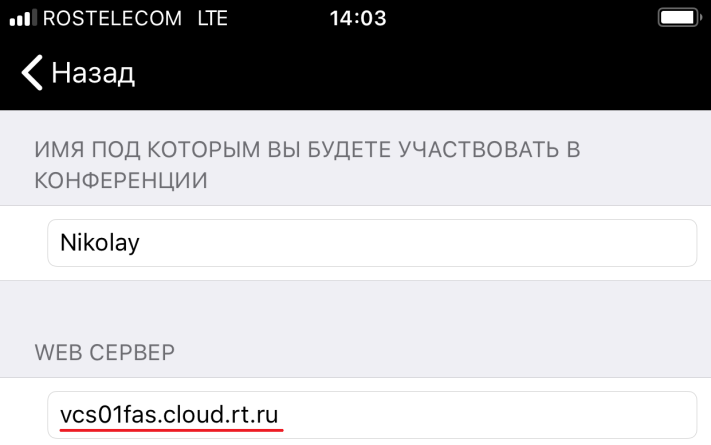 ROSTELECOM LTE 14:03
Назад
ИМЯ ПОД КОТОРЫМ ВЫ БУДЕТЕ УЧАСТВОВАТЬ В
КОНФЕРЕНЦИИ
Nikolay
WEB СЕРВЕР
vcs01fas.cloud.rt.ru